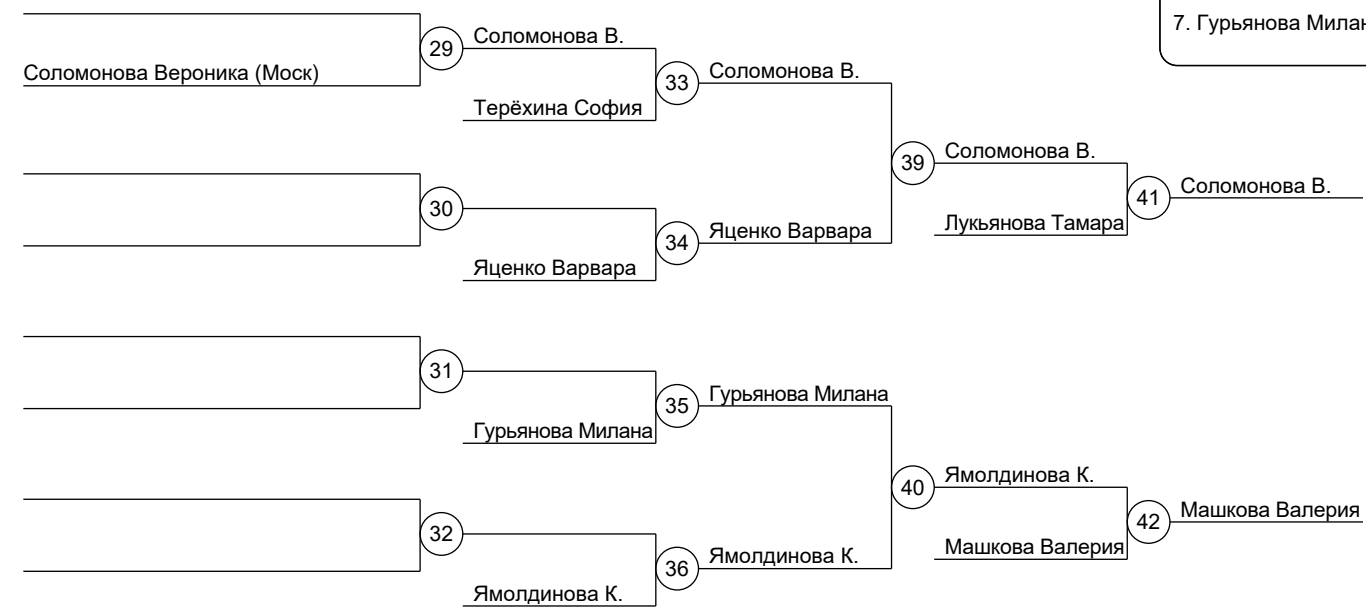 7. Гурьянова Милан
29
Соломонова В.
Соломонова Вероника (Моск)
33
Соломонова В.
Терёхина София
39
Соломонова В.
41
Соломонова В.
30
34
Яценко Варвара
Лукьянова Тамара
Яценко Варвара
31
35
Гурьянова Милана
Гурьянова Милана
40
Ямолдинова К.
42
Машкова Валерия
32
36
Ямолдинова К.
Машкова Валерия
Ямолдинова К.